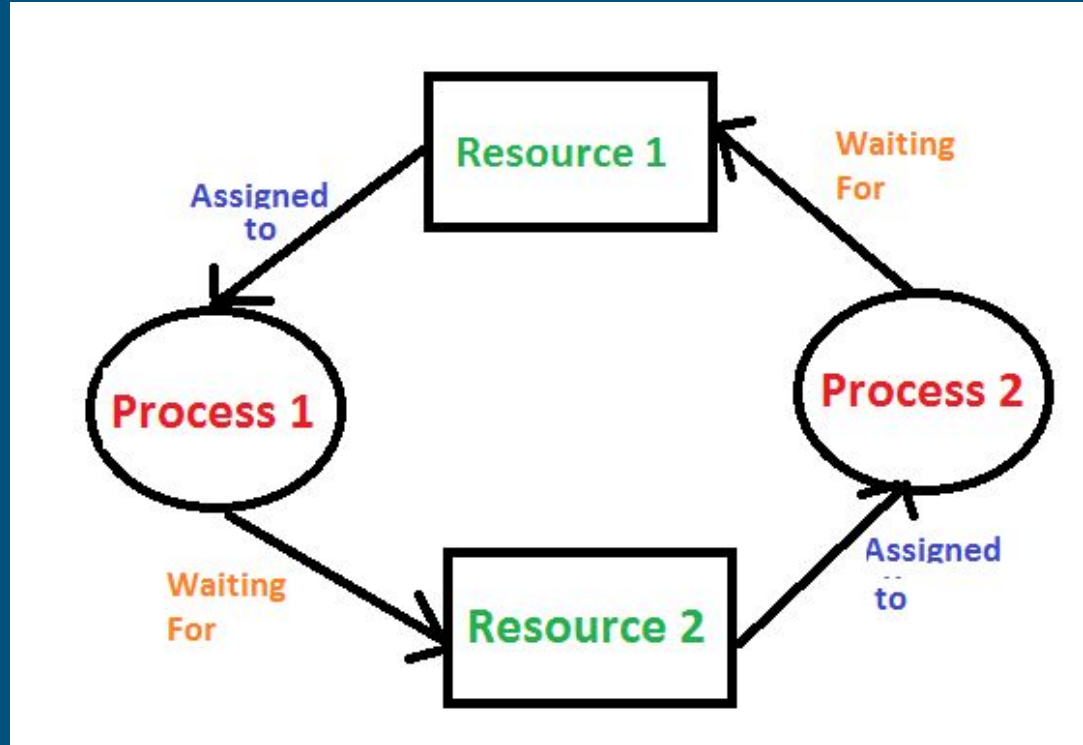 Resource 1
Waiting
For
Assigned
to
Process 1
Process 2
Waiting
For
Resource 2
Assigned
to